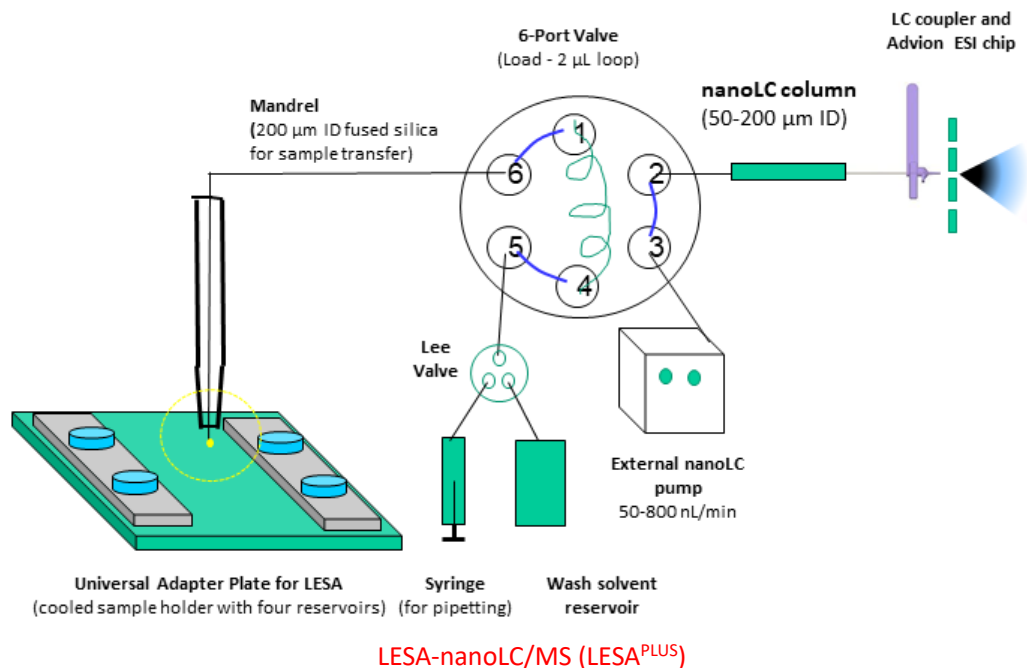 LC coupler and
Advion ESI chip
6-Port Valve
(Load - 2 µL loop)
nanoLC column
(50-200 µm ID)
Mandrel
(200 µm ID fused silica
for sample transfer)
1
2
3
4
5
6
Lee
Valve
External nanoLC
pump
50-800 nL/min
Universal Adapter Plate for LESA
(cooled sample holder with four reservoirs)
Syringe
(for pipetting)
Wash solvent
reservoir
LESA-nanoLC/MS (LESA^PLUS)